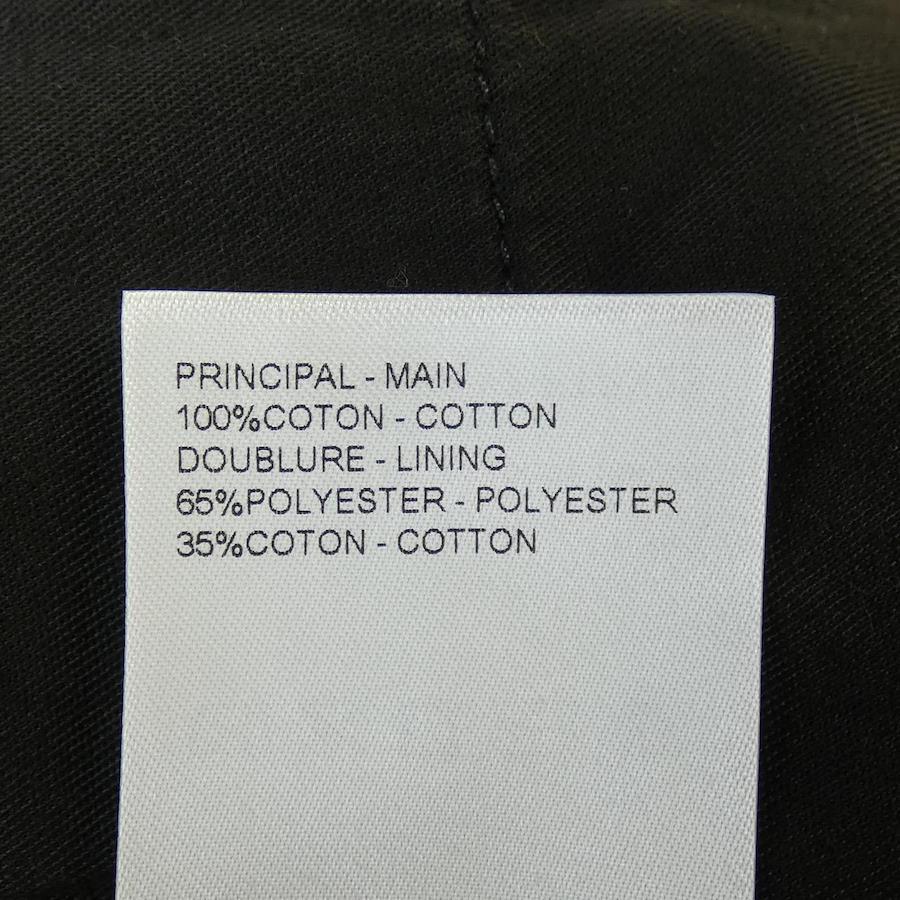 PRINCIPAL - MAIN
100%COTON - COTTON
DOUBLURE - LINING
65%POLYESTER - POLYESTER
35%COTON - COTTON